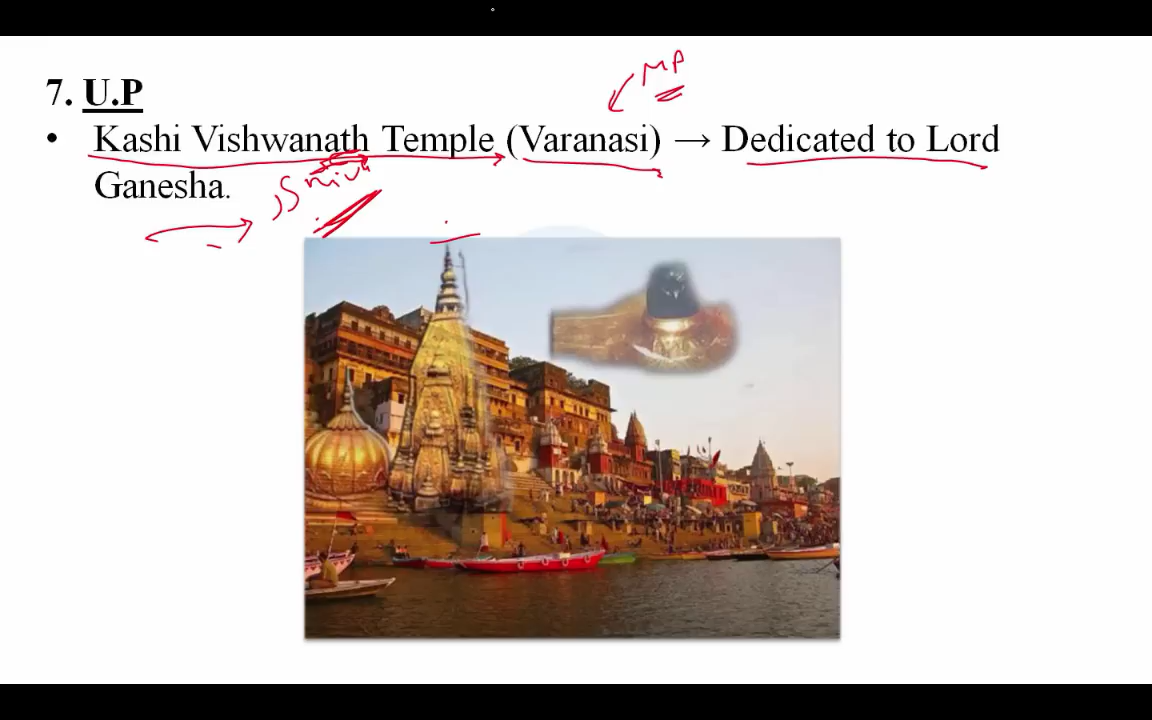 MP
7. U.P
• Kashi Vishwanath Temple (Varanasi) → Dedicated to Lord
Ganesha.
Shiva